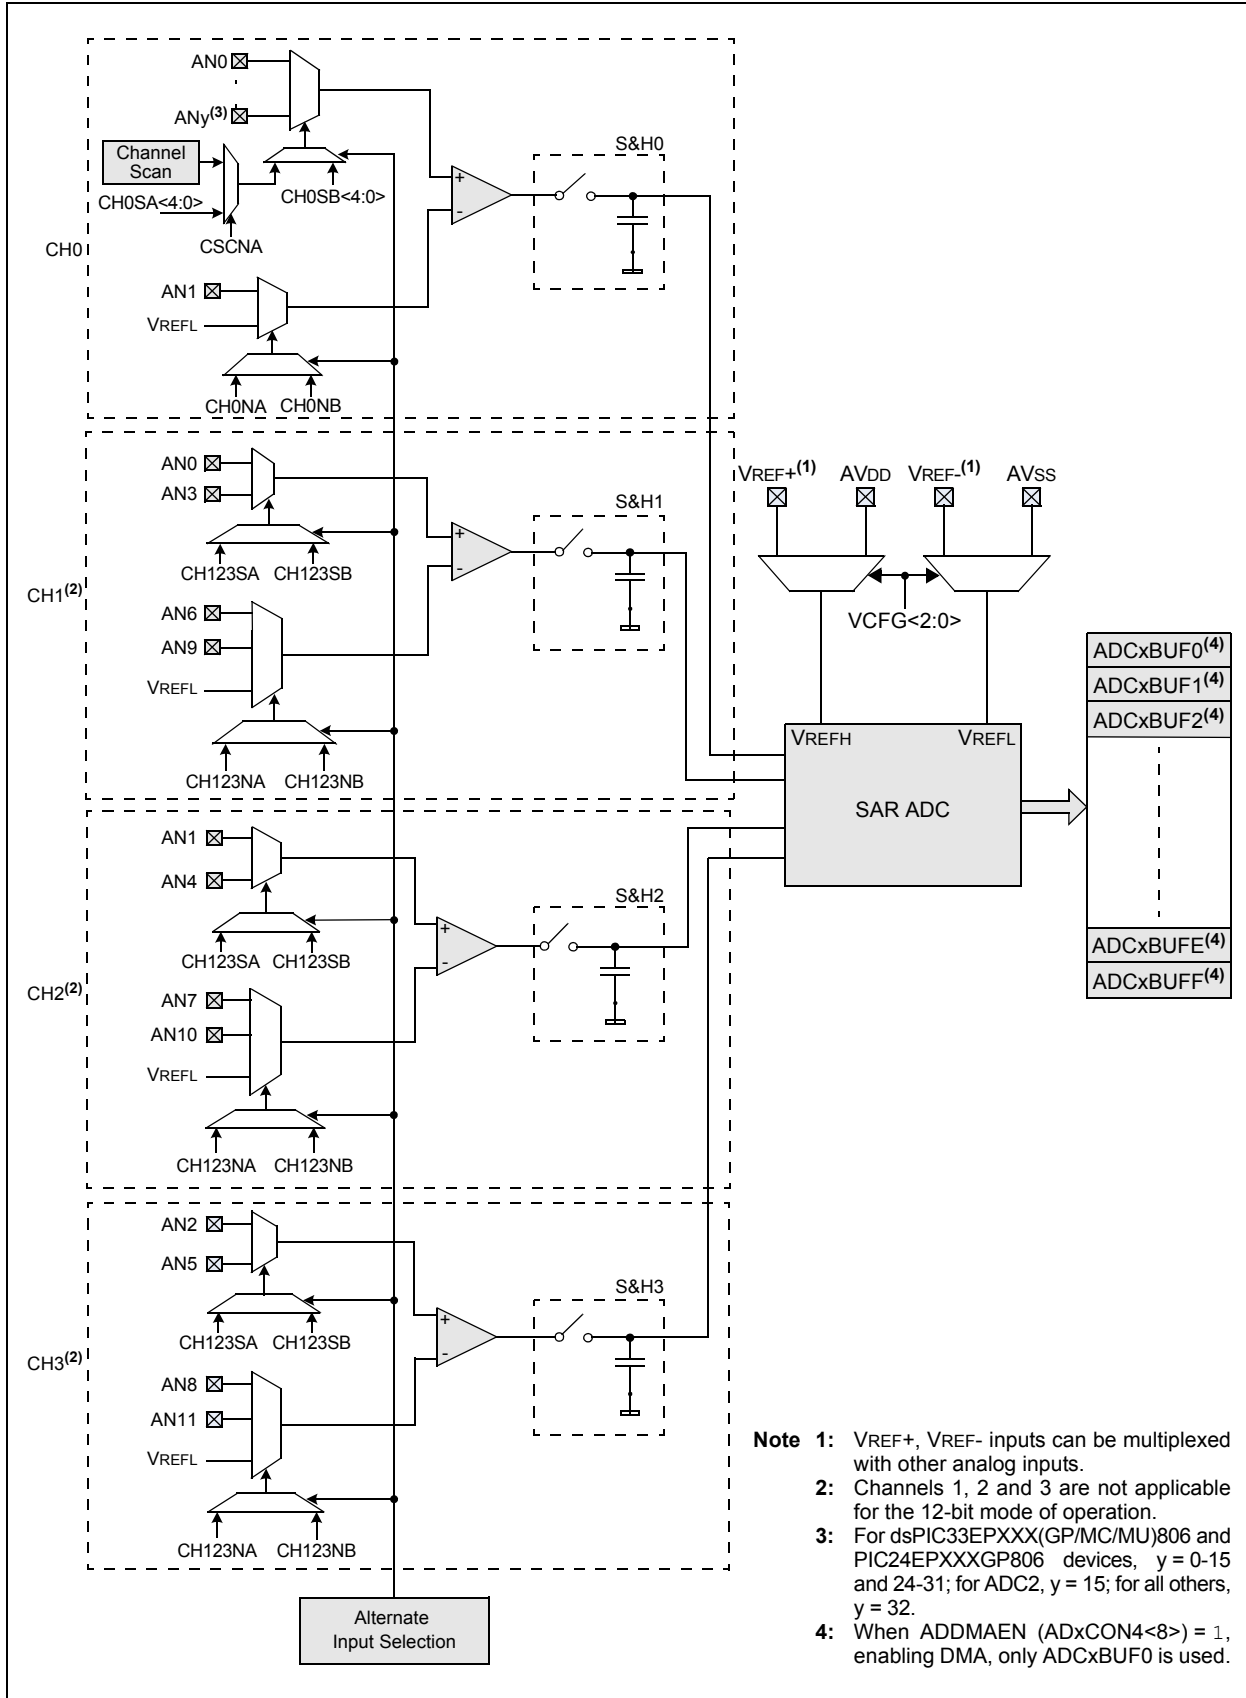 AN0
ANy(3)
Channel
Scan
CH0SA<4:0>
CH0SB<4:0>
CSCNA
CH0
AN1
VREFL
CH0NA
CH0NB
+
-
S&H0
AN0
AN3
CH123SA
CH123SB
CH1(2)
AN6
AN9
VREFL
CH123NA
CH123NB
+
-
S&H1
VREF+(1)
AVDD
VREF-(1)
AVSS
VCFG<2:0>
VREFH
VREFL
SAR ADC
ADCxBUF0(4)
ADCxBUF1(4)
ADCxBUF2(4)
ADCxBUFE(4)
ADCxBUFF(4)
AN1
AN4
CH123SA
CH123SB
CH2(2)
AN7
AN10
VREFL
CH123NA
CH123NB
+
-
S&H2
AN2
AN5
CH123SA
CH123SB
CH3(2)
AN8
AN11
VREFL
CH123NA
CH123NB
+
-
S&H3
Alternate
Input Selection
Note 1: VREF+, VREF- inputs can be multiplexed
with other analog inputs.
2: Channels 1, 2 and 3 are not applicable
for the 12-bit mode of operation.
3: For dsPIC33EPXXX(GP/MC/MU)806 and
PIC24EPXXXGP806 devices, y = 0-15
and 24-31; for ADC2, y = 15; for all others,
y = 32.
4: When ADDMAEN (ADxCON4<8>) = 1,
enabling DMA, only ADCxBUF0 is used.